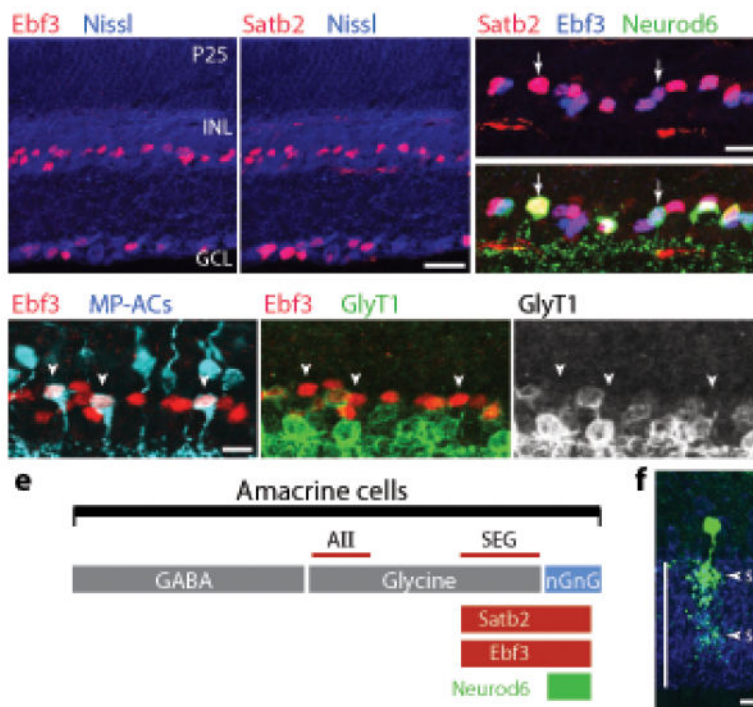 Ebf3 Nissl
Satb2 Nissl
Satb2 Ebf3 Neurod6
P25
INL
GCL
Ebf3 MP-ACs
Ebf3 GlyT1
GlyT1
e
f
Amacrine cells
AII
SEG
GABA
Glycine
nGnG
Satb2
Ebf3
Neurod6
s
s